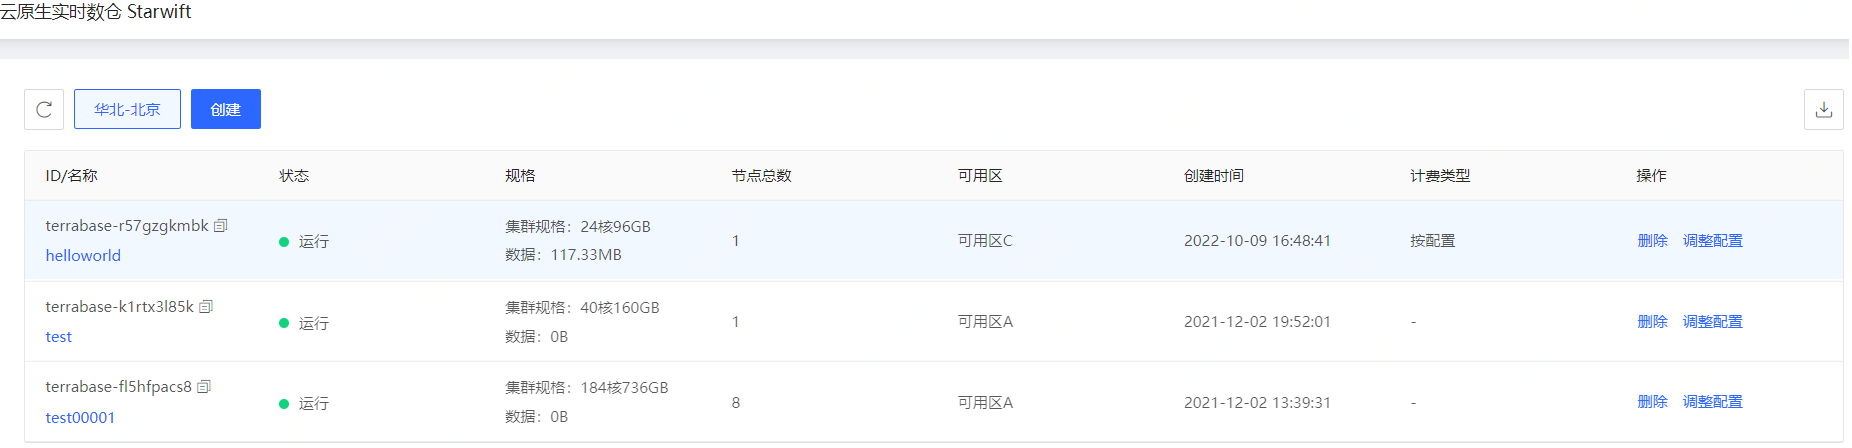 云原生实时数仓 Starwift
华北-北京 创建
ID/名称 状态 规格 节点总数 可用区 创建时间 计费类型 操作
terrabase-r57gzgkmbk
helloworld
运行
集群规格：24核96GB
数据：117.33MB
1
可用区C
2022-10-09 16:48:41
按配置
删除 调整配置
terrabase-k1rtx3l85k
test
运行
集群规格：40核160GB
数据：0B
1
可用区A
2021-12-02 19:52:01
-
删除 调整配置
terrabase-fl5hfpacs8
test00001
运行
集群规格：184核736GB
数据：0B
8
可用区A
2021-12-02 13:39:31
-
删除 调整配置